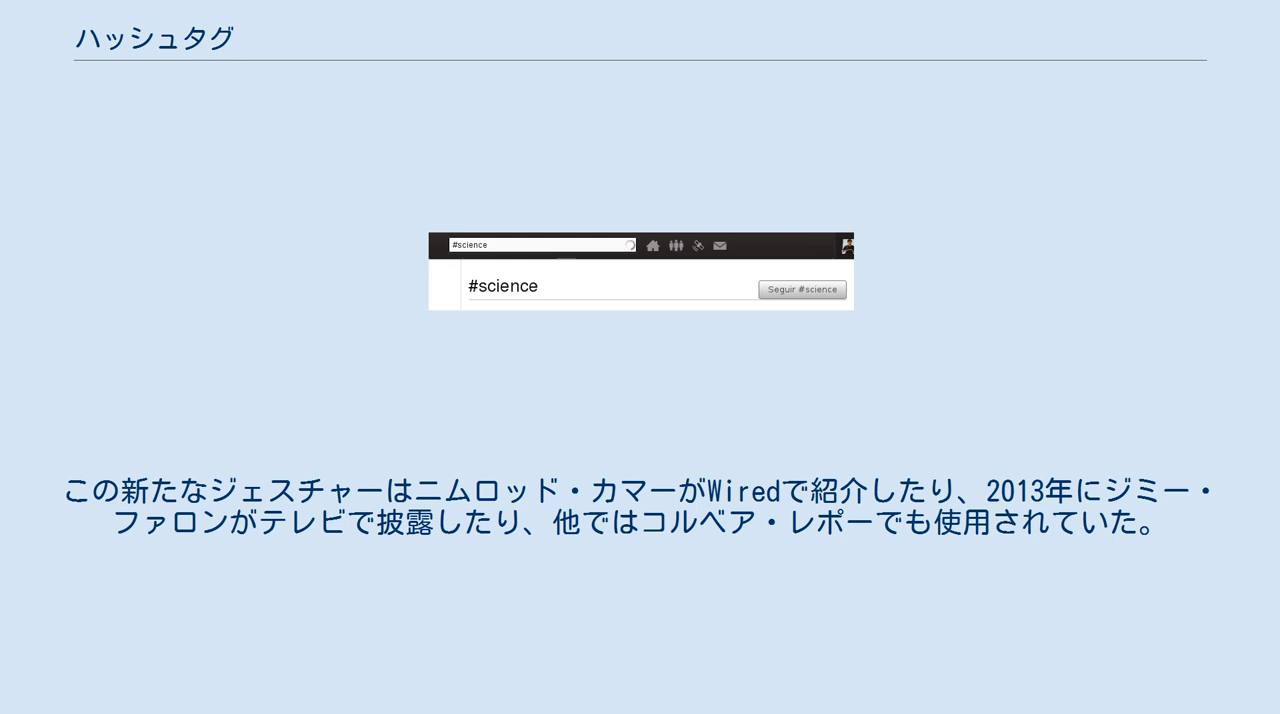 ハッシュタグ
#science
#science
Seguir #science
この新たなジェスチャーはニムロッド・カマーがWiredで紹介したり、2013年にジミー・
ファロンがテレビで披露したり、他ではコルベア・レポーでも使用されていた。